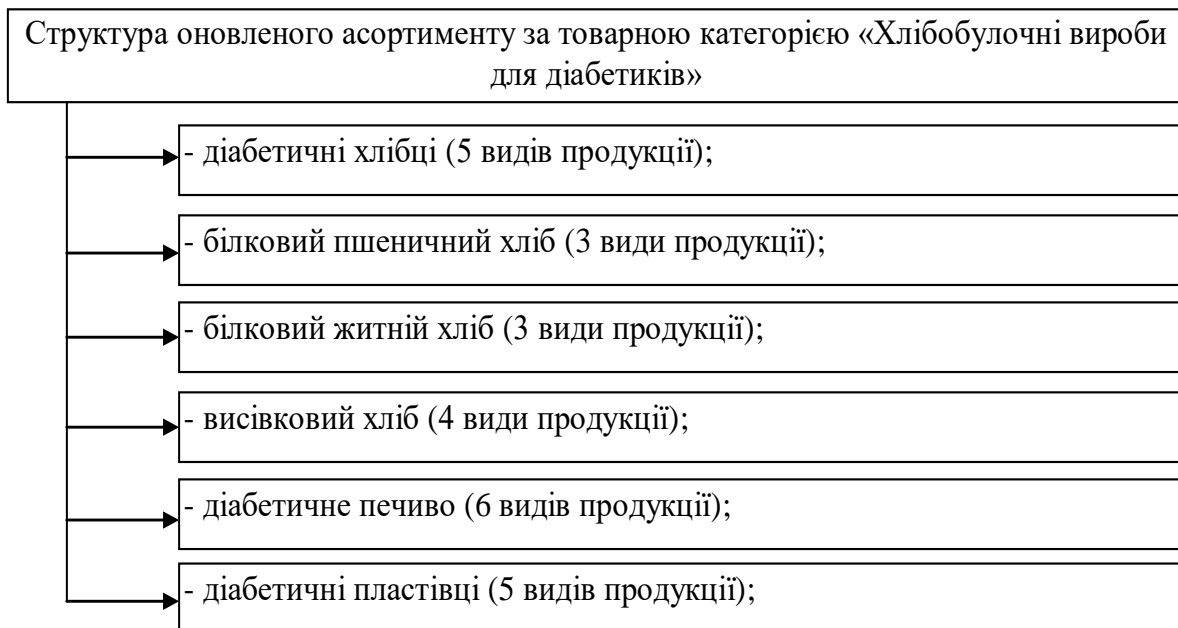 Структура оновленого асортименту за товарною категорією «Хлібобулочні вироби
для діабетиків»
- діабетичні хлібці (5 видів продукції);
- білковий пшеничний хліб (3 види продукції);
- білковий житній хліб (3 види продукції);
- висівковий хліб (4 види продукції);
- діабетичне печиво (6 видів продукції);
- діабетичні пластівці (5 видів продукції);